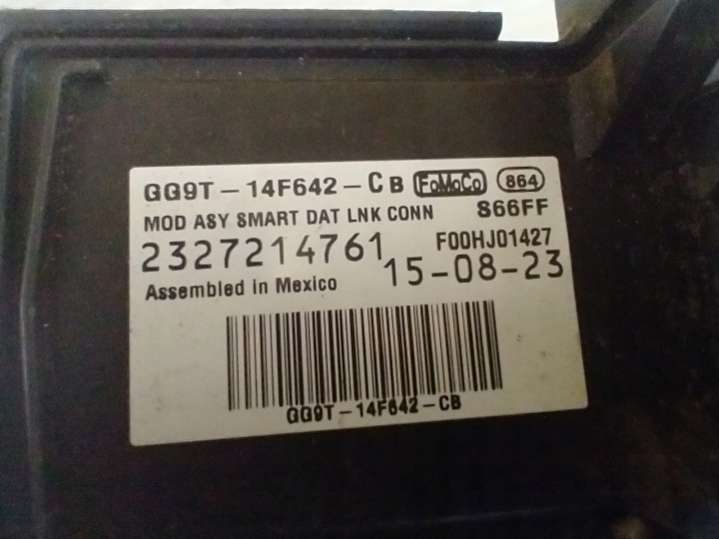 GG9T-14F642-CB FoMoCo 864
MOD ASY SMART DAT LNK CONN S66FF
2327214761 F00HJ01427
Assembled in Mexico 15-08-23
GG9T-14F642-CB